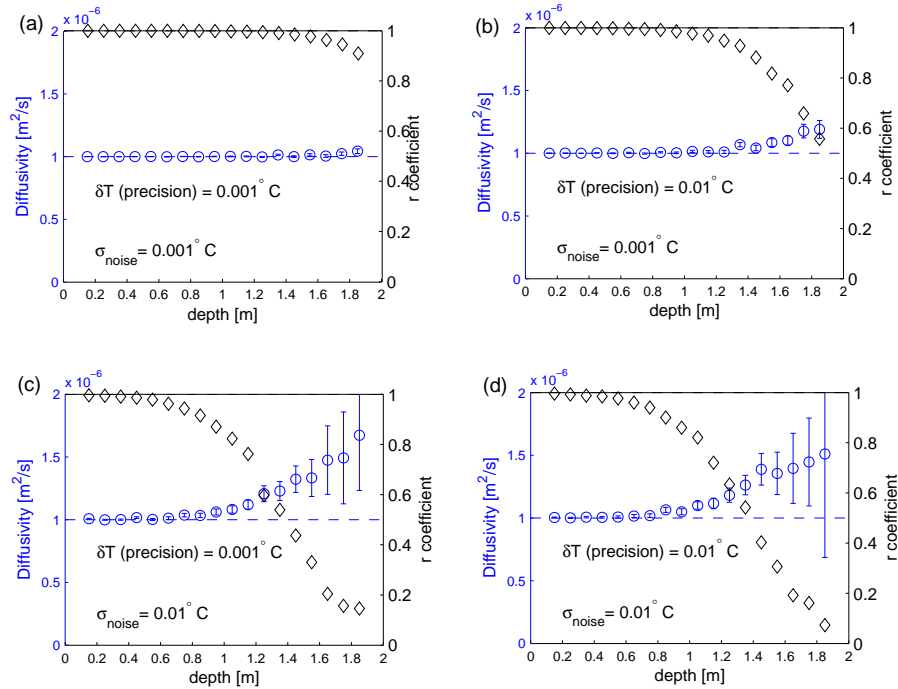 (a)
x 10⁻⁶
2
1.5
1
0.5
0
Diffusivity [m²/s]
δT (precision) = 0.001° C
σnoise = 0.001° C
0 0.2 0.4 0.6 0.8 1 1.2 1.4 1.6 1.8 2
depth [m]
1
0.8
0.6
0.4
0.2
0
r coefficient
(b)
x 10⁻⁶
2
1.5
1
0.5
0
Diffusivity [m²/s]
δT (precision) = 0.01° C
σnoise = 0.001° C
0 0.2 0.4 0.6 0.8 1 1.2 1.4 1.6 1.8 2
depth [m]
1
0.8
0.6
0.4
0.2
0
r coefficient
(c)
x 10⁻⁶
2
1.5
1
0.5
0
Diffusivity [m²/s]
δT (precision) = 0.001° C
σnoise = 0.01° C
0 0.2 0.4 0.6 0.8 1 1.2 1.4 1.6 1.8 2
depth [m]
1
0.8
0.6
0.4
0.2
0
r coefficient
(d)
x 10⁻⁶
2
1.5
1
0.5
0
Diffusivity [m²/s]
δT (precision) = 0.01° C
σnoise = 0.01° C
0 0.2 0.4 0.6 0.8 1 1.2 1.4 1.6 1.8 2
depth [m]
1
0.8
0.6
0.4
0.2
0
r coefficient